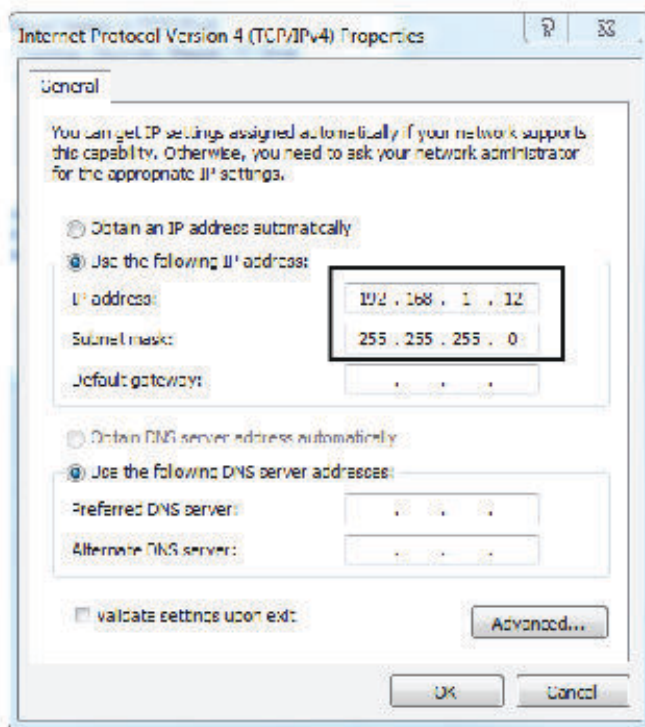 Internet Protocol Version 4 (TCP/IPv4) Properties
General
You can get IP settings assigned automatically if your network supports
this capability. Otherwise, you need to ask your network administrator
for the appropriate IP settings.
Obtain an IP address automatically
Use the following IP address:
IP address: 192 . 168 . 1 . 12
Subnet mask: 255 . 255 . 255 . 0
Default gateway: . . .
Obtain DNS server address automatically
Use the following DNS server addresses:
Preferred DNS server: . . .
Alternate DNS server: . . .
Validate settings upon exit
Advanced...
OK Cancel